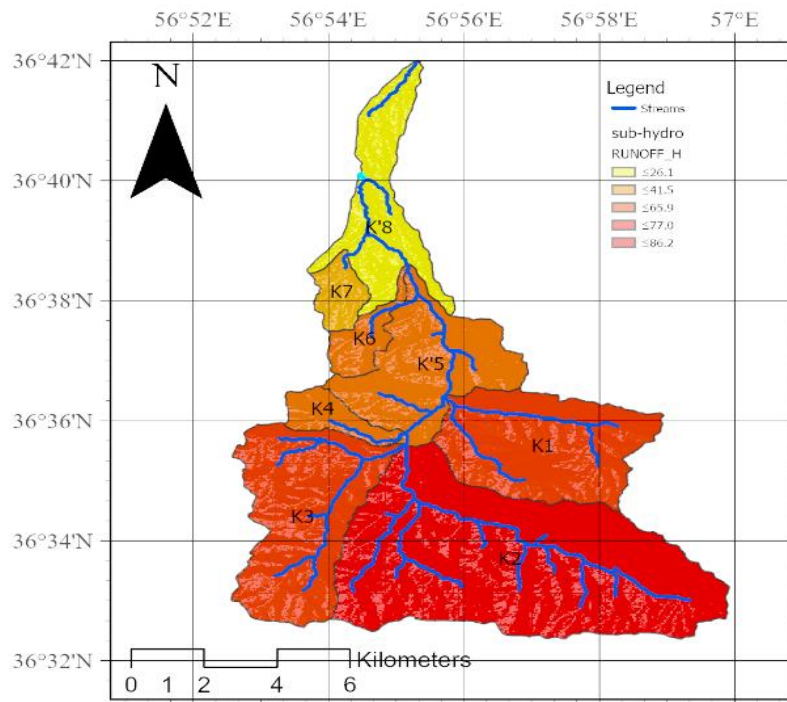 56°52'E 56°54'E 56°56'E 56°58'E 57°E
36°42'N
36°40'N
36°38'N
36°36'N
36°34'N
36°32'N
N
Legend
Streams
sub-hydro
RUNOFF_H
≤26.1
≤41.5
≤65.9
≤77.0
≤86.2
K'8
K7
K6
K'5
K4
K1
K3
K2
Kilometers
0 1 2 4 6